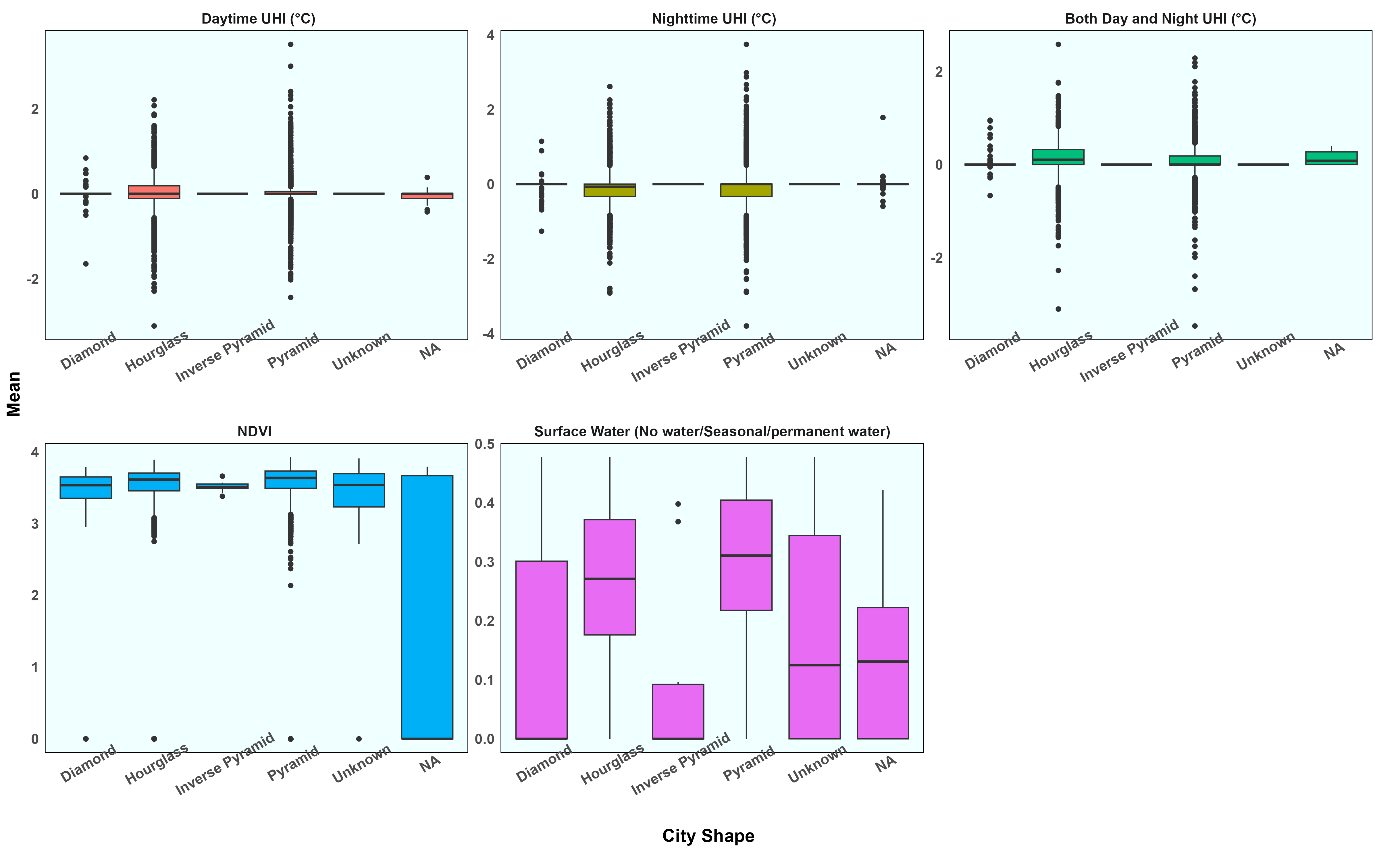 Daytime UHI (°C)
Nighttime UHI (°C)
Both Day and Night UHI (°C)
2
0
-2
4
2
0
-2
-4
2
0
-2
Diamond
Hourglass
Inverse Pyramid
Pyramid
Unknown
NA
Diamond
Hourglass
Inverse Pyramid
Pyramid
Unknown
NA
Diamond
Hourglass
Inverse Pyramid
Pyramid
Unknown
NA
Mean
NDVI
Surface Water (No water/Seasonal/permanent water)
4
3
2
1
0
0.5
0.4
0.3
0.2
0.1
0.0
Diamond
Hourglass
Inverse Pyramid
Pyramid
Unknown
NA
Diamond
Hourglass
Inverse Pyramid
Pyramid
Unknown
NA
City Shape